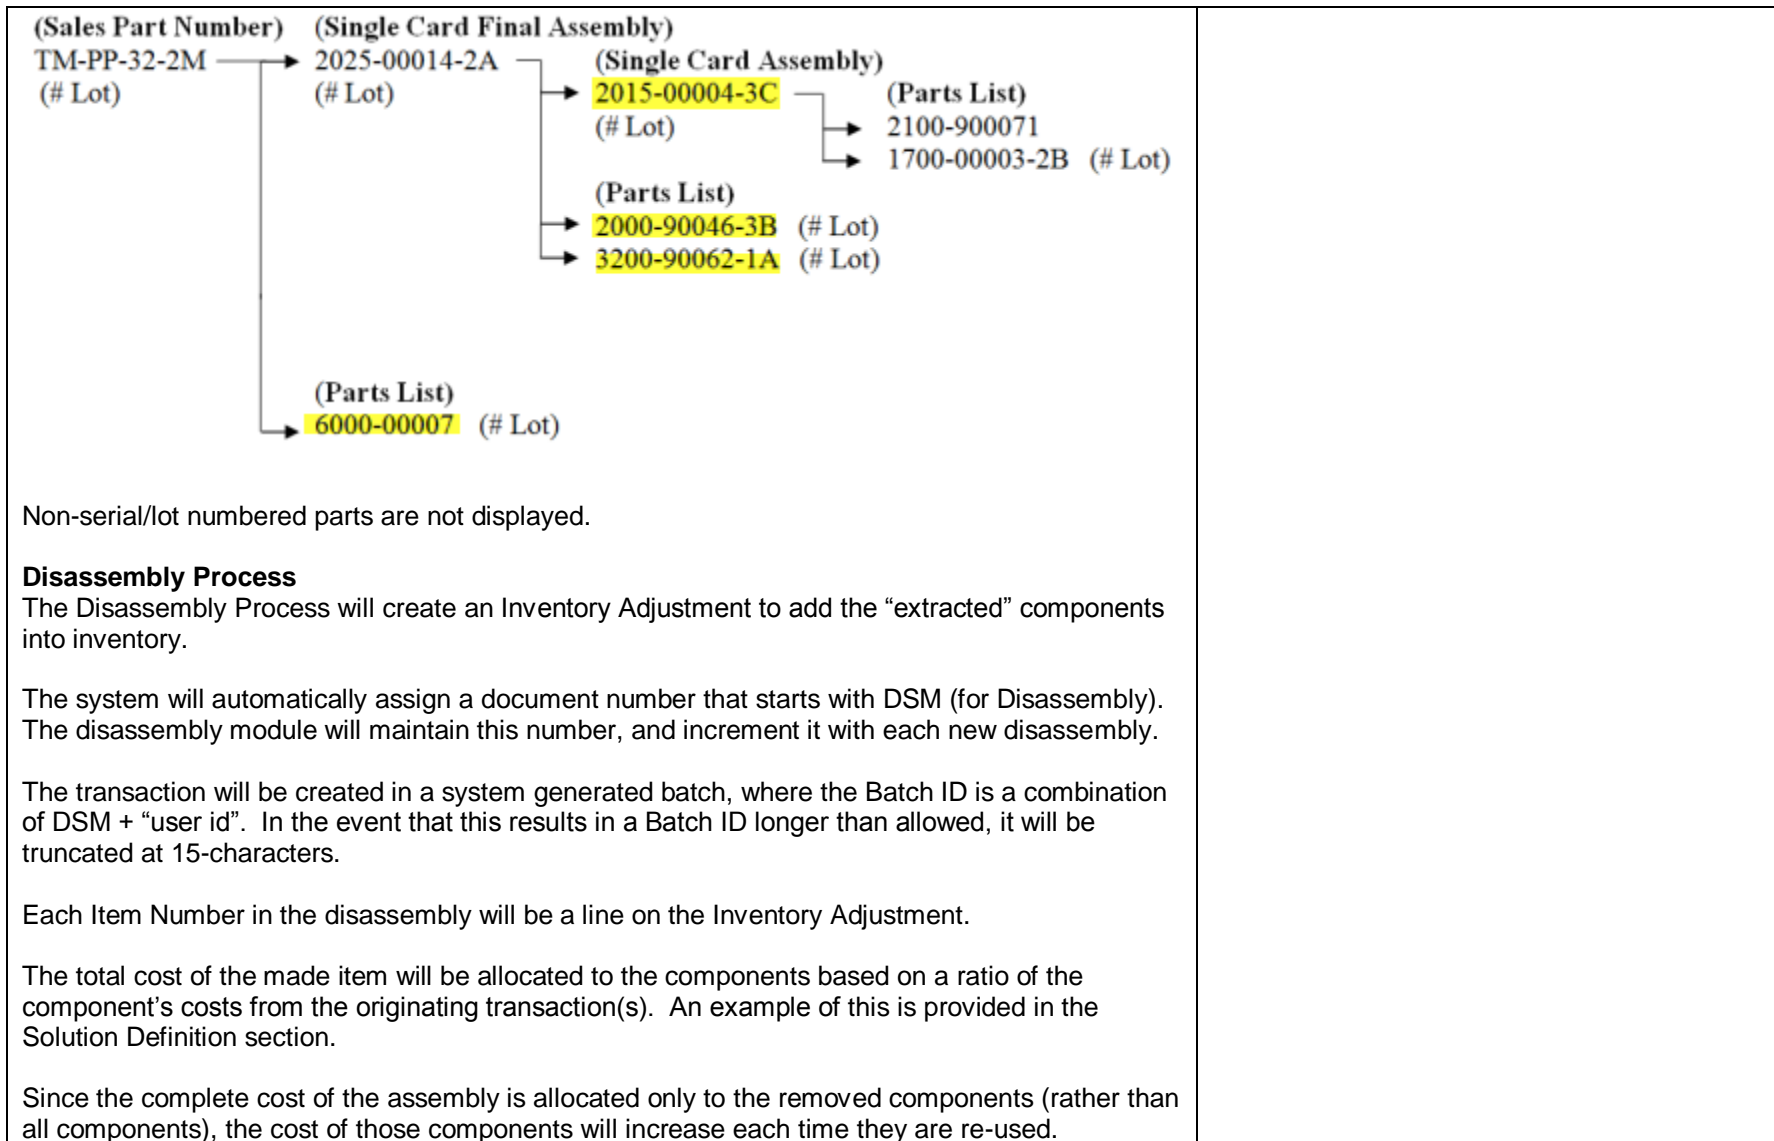 (Sales Part Number) (Single Card Final Assembly)
TM-PP-32-2M 2025-00014-2A (Single Card Assembly)
(# Lot) (# Lot) 2015-00004-3C (Parts List)
(# Lot) 2100-900071
1700-00003-2B (# Lot)
(Parts List)
2000-90046-3B (# Lot)
3200-90062-1A (# Lot)
(Parts List)
6000-00007 (# Lot)
Non-serial/lot numbered parts are not displayed.
Disassembly Process
The Disassembly Process will create an Inventory Adjustment to add the “extracted” components
into inventory.
The system will automatically assign a document number that starts with DSM (for Disassembly).
The disassembly module will maintain this number, and increment it with each new disassembly.
The transaction will be created in a system generated batch, where the Batch ID is a combination
of DSM + “user id”. In the event that this results in a Batch ID longer than allowed, it will be
truncated at 15-characters.
Each Item Number in the disassembly will be a line on the Inventory Adjustment.
The total cost of the made item will be allocated to the components based on a ratio of the
component’s costs from the originating transaction(s). An example of this is provided in the
Solution Definition section.
Since the complete cost of the assembly is allocated only to the removed components (rather than
all components), the cost of those components will increase each time they are re-used.